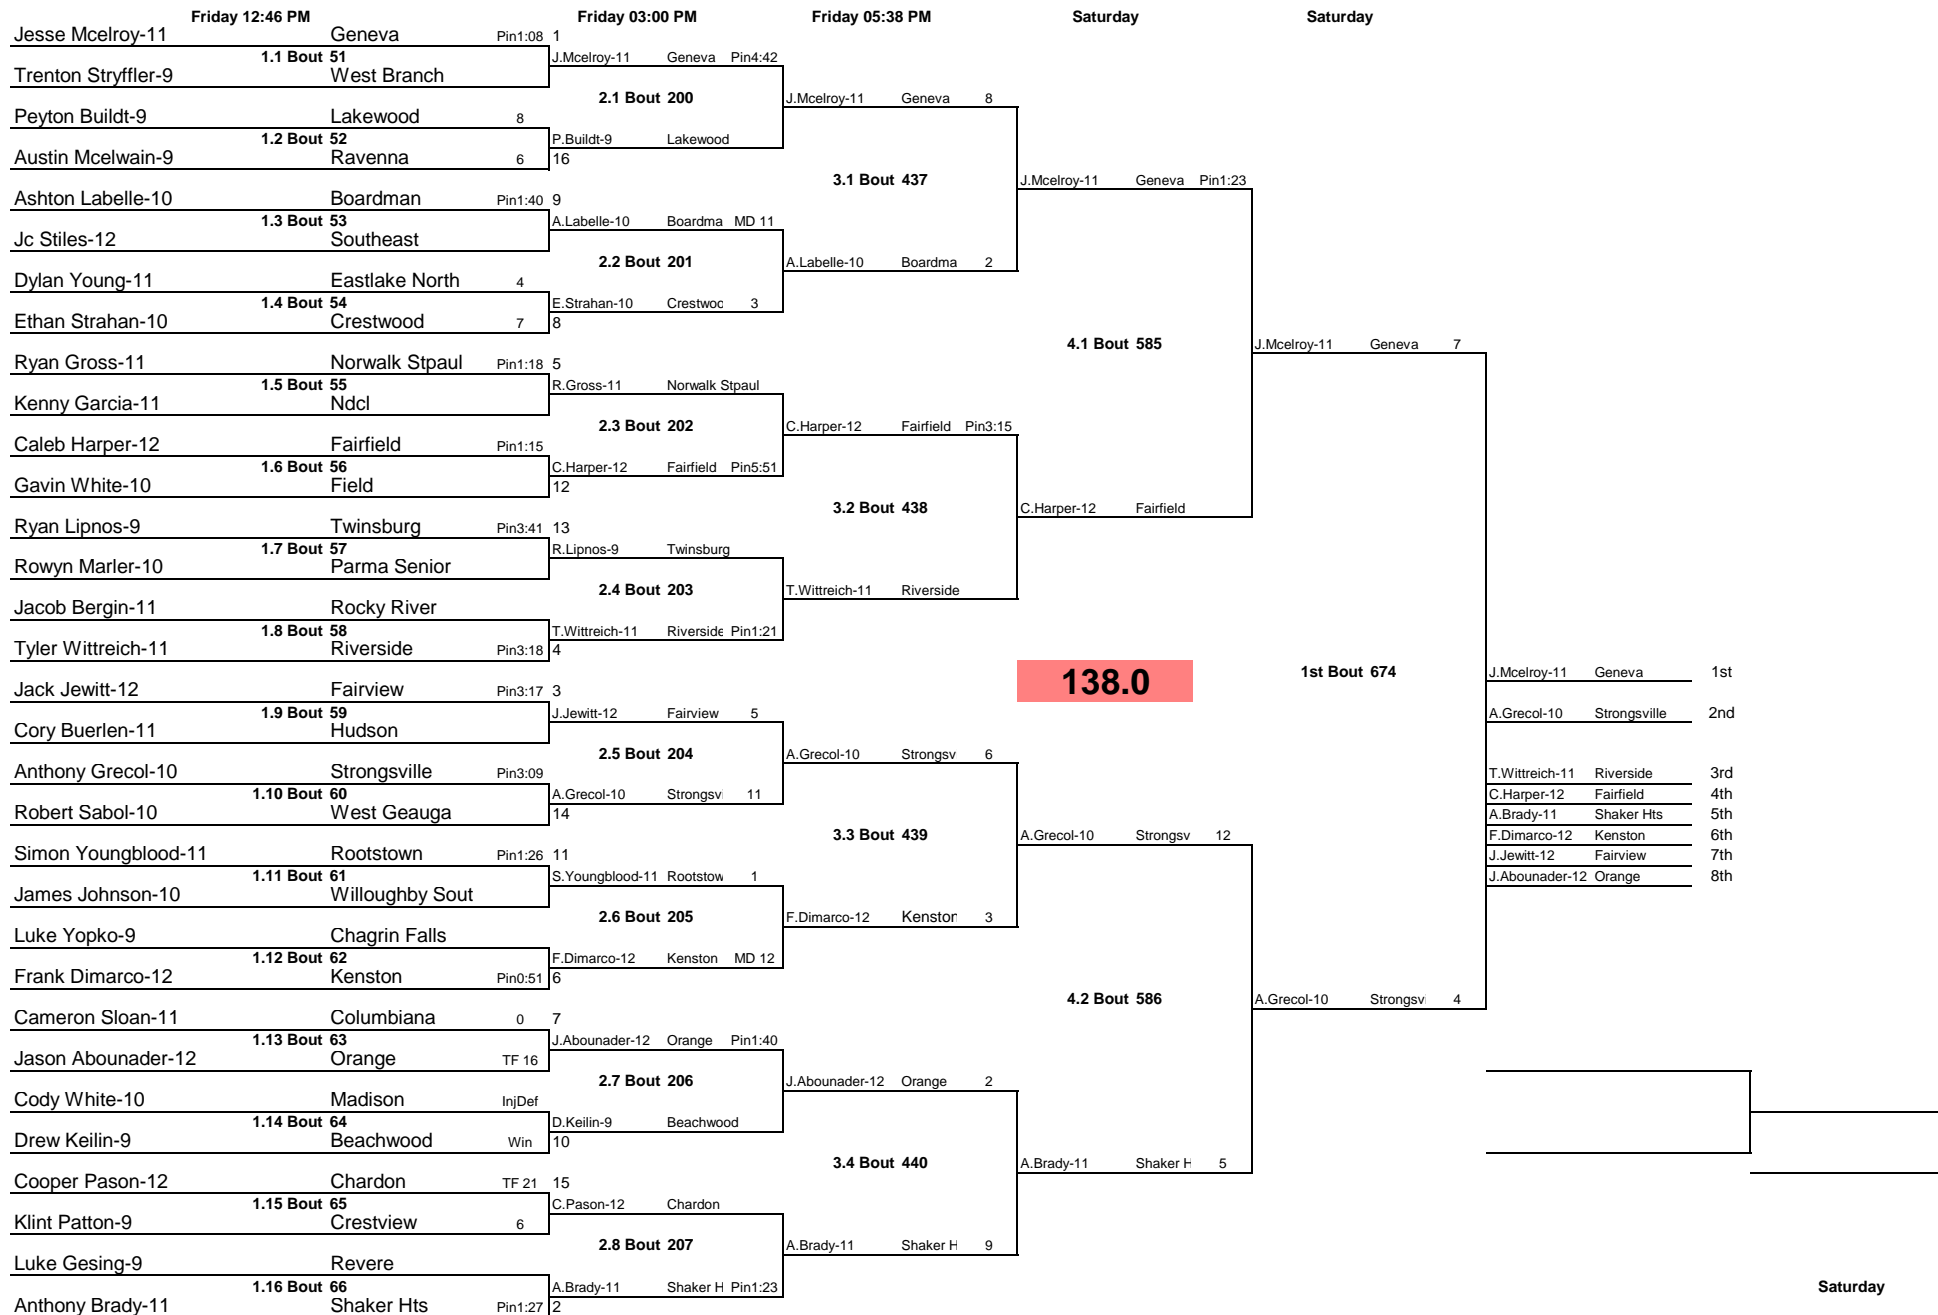 Friday 12:46 PM Friday 03:00 PM Friday 05:38 PM Saturday Saturday
Jesse Mcelroy-11 Geneva Pin1:08 1
1.1 Bout 51 J.Mcelroy-11 Geneva Pin4:42
Trenton Stryffler-9 West Branch
2.1 Bout 200 J.Mcelroy-11 Geneva 8
Peyton Buildt-9 Lakewood 8
1.2 Bout 52 P.Buildt-9 Lakewood
Austin Mcelwain-9 Ravenna 6 16
3.1 Bout 437 J.Mcelroy-11 Geneva Pin1:23
Ashton Labelle-10 Boardman Pin1:40 9
1.3 Bout 53 A.Labelle-10 Boardma MD 11
Jc Stiles-12 Southeast
2.2 Bout 201 A.Labelle-10 Boardma 2
Dylan Young-11 Eastlake North 4
1.4 Bout 54 E.Strahan-10 Crestwoo 3
Ethan Strahan-10 Crestwood 7 8
4.1 Bout 585 J.Mcelroy-11 Geneva 7
Ryan Gross-11 Norwalk Stpaul Pin1:18 5
1.5 Bout 55 R.Gross-11 Norwalk Stpaul
Kenny Garcia-11 Ndcl
2.3 Bout 202 C.Harper-12 Fairfield Pin3:15
Caleb Harper-12 Fairfield Pin1:15
1.6 Bout 56 C.Harper-12 Fairfield Pin5:51
Gavin White-10 Field 12
3.2 Bout 438 C.Harper-12 Fairfield
Ryan Lipnos-9 Twinsburg Pin3:41 13
1.7 Bout 57 R.Lipnos-9 Twinsburg
Rowyn Marler-10 Parma Senior
2.4 Bout 203 T.Wittreich-11 Riverside
Jacob Bergin-11 Rocky River
1.8 Bout 58 T.Wittreich-11 Riverside Pin1:21
Tyler Wittreich-11 Riverside Pin3:18 4
138.0 1st Bout 674 J.Mcelroy-11 Geneva 1st
Jack Jewitt-12 Fairview Pin3:17 3
1.9 Bout 59 J.Jewitt-12 Fairview 5 A.Grecol-10 Strongsville 2nd
Cory Buerlen-11 Hudson
2.5 Bout 204 A.Grecol-10 Strongsv 6
Anthony Grecol-10 Strongsville Pin3:09 T.Wittreich-11 Riverside 3rd
1.10 Bout 60 A.Grecol-10 Strongsvi 11 C.Harper-12 Fairfield 4th
Robert Sabol-10 West Geauga 14 A.Brady-11 Shaker Hts 5th
3.3 Bout 439 A.Grecol-10 Strongsv 12 F.Dimarco-12 Kenston 6th
Simon Youngblood-11 Rootstown Pin1:26 11 J.Jewitt-12 Fairview 7th
1.11 Bout 61 S.Youngblood-11 Rootstow 1 J.Abounader-12 Orange 8th
James Johnson-10 Willoughby Sout
2.6 Bout 205 F.Dimarco-12 Kenston 3
Luke Yopko-9 Chagrin Falls
1.12 Bout 62 F.Dimarco-12 Kenston MD 12
Frank Dimarco-12 Kenston Pin0:51 6
4.2 Bout 586 A.Grecol-10 Strongsvi 4
Cameron Sloan-11 Columbiana 0 7
1.13 Bout 63 J.Abounader-12 Orange Pin1:40
Jason Abounader-12 Orange TF 16
2.7 Bout 206 J.Abounader-12 Orange 2
Cody White-10 Madison InjDef
1.14 Bout 64 D.Keilin-9 Beachwood
Drew Keilin-9 Beachwood Win 10
3.4 Bout 440 A.Brady-11 Shaker H 5
Cooper Pason-12 Chardon TF 21 15
1.15 Bout 65 C.Pason-12 Chardon
Klint Patton-9 Crestview 6
2.8 Bout 207 A.Brady-11 Shaker H 9
Luke Gesing-9 Revere
1.16 Bout 66 A.Brady-11 Shaker H Pin1:23 Saturday
Anthony Brady-11 Shaker Hts Pin1:27 2